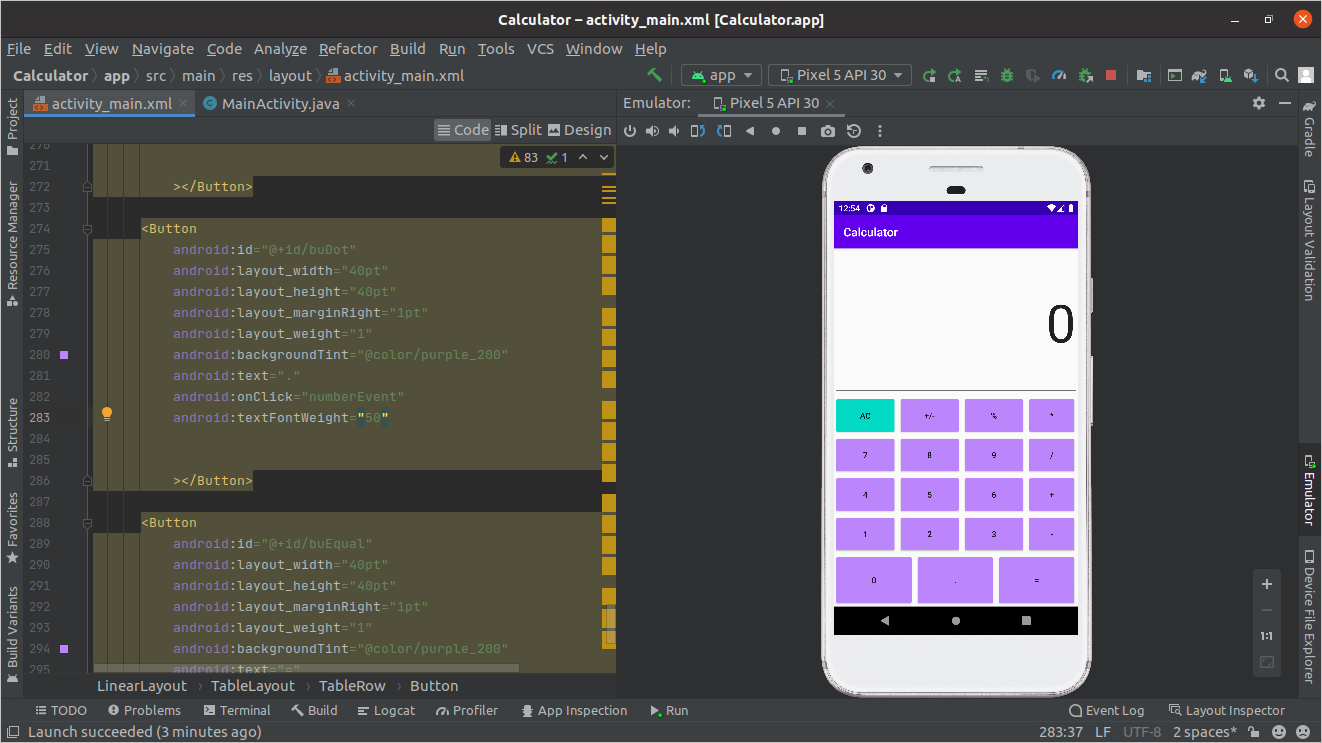 Calculator – activity_main.xml [Calculator.app]
File Edit View Navigate Code Analyze Refactor Build Run Tools VCS Window Help
Calculator app src main res layout activity_main.xml
app
Pixel 5 API 30
activity_main.xml
MainActivity.java
Emulator: Pixel 5 API 30
Code Split Design
83 1
270
271
272 ></Button>
273
274 <Button
275 android:id="@+id/buDot"
276 android:layout_width="40pt"
277 android:layout_height="40pt"
278 android:layout_marginRight="1pt"
279 android:layout_weight="1"
280 android:backgroundTint="@color/purple_200"
281 android:text="."
282 android:onClick="numberEvent"
283 android:textFontWeight="50"
284
285
286 ></Button>
287
288 <Button
289 android:id="@+id/buEqual"
290 android:layout_width="40pt"
291 android:layout_height="40pt"
292 android:layout_marginRight="1pt"
293 android:layout_weight="1"
294 android:backgroundTint="@color/purple_200"
295 android:text="="
LinearLayout TableLayout TableRow Button
Project
Resource Manager
Structure
Favorites
Build Variants
12:54
Calculator
0
AC +/- % *
7 8 9 /
4 5 6 +
1 2 3 -
0 . =
1:1
Gradle
Layout Validation
Emulator
Device File Explorer
TODO Problems Terminal Build Logcat Profiler App Inspection Run Event Log Layout Inspector
Launch succeeded (3 minutes ago) 283:37 LF UTF-8 2 spaces*